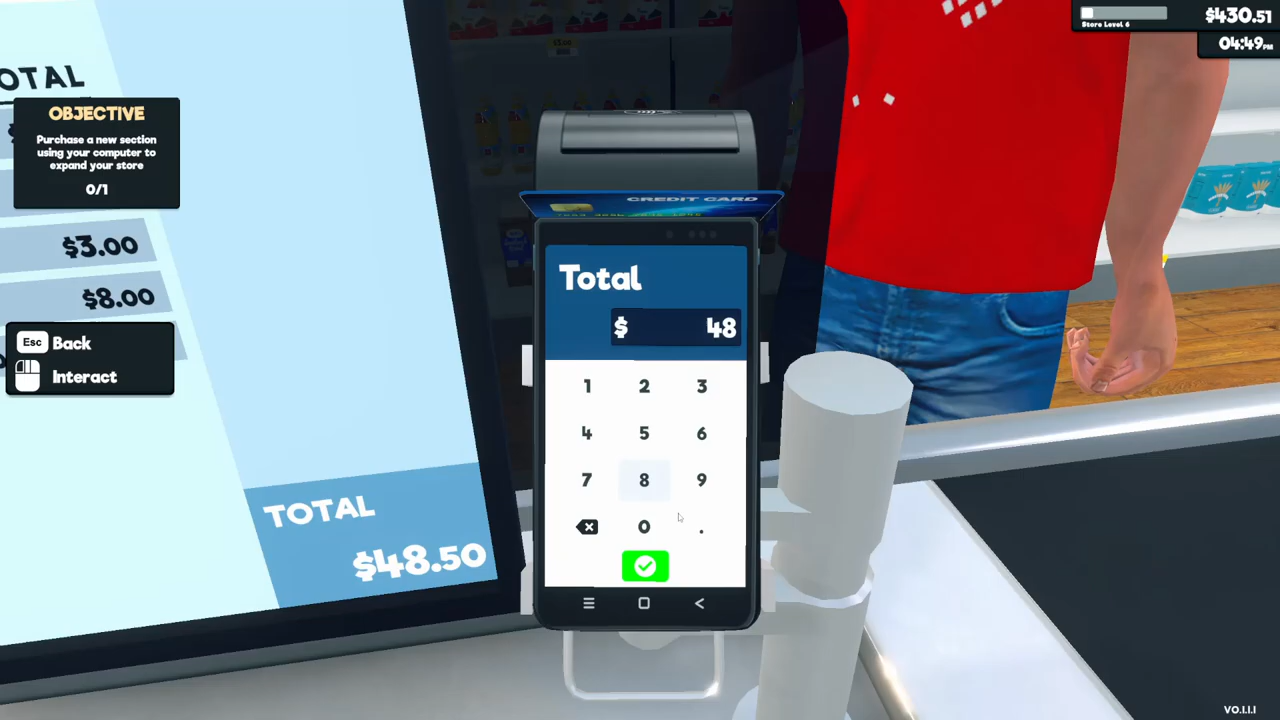 $430.51
Store Level 6
04:49PM
OTAL
OBJECTIVE
Purchase a new section
using your computer to
expand your store
0/1
$3.00
$8.00
Esc Back
Interact
TOTAL
$48.50
CREDIT CARD
Total
$ 48
1 2 3
4 5 6
7 8 9
0 .
V0.1.1.1